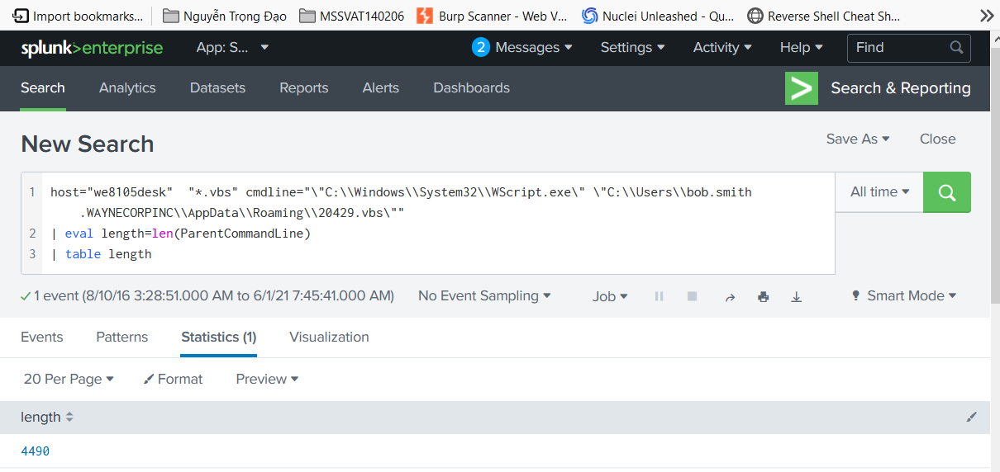 Import bookmarks... Nguyễn Trọng Đạo MSSVAT140206 Burp Scanner - Web V... Nuclei Unleashed - Qu... Reverse Shell Cheat Sh...
splunk>enterprise App: S... 2 Messages Settings Activity Help Find
Search Analytics Datasets Reports Alerts Dashboards Search & Reporting
New Search Save As Close
1 host="we8105desk"  "*.vbs" cmdline="\"C:\\Windows\\System32\\WScript.exe\" \"C:\\Users\\bob.smith All time
.WAYNECORPINC\\AppData\\Roaming\\20429.vbs\""
2 | eval length=len(ParentCommandLine)
3 | table length
✓ 1 event (8/10/16 3:28:51.000 AM to 6/1/21 7:45:41.000 AM) No Event Sampling Job Smart Mode
Events Patterns Statistics (1) Visualization
20 Per Page Format Preview
length
4490